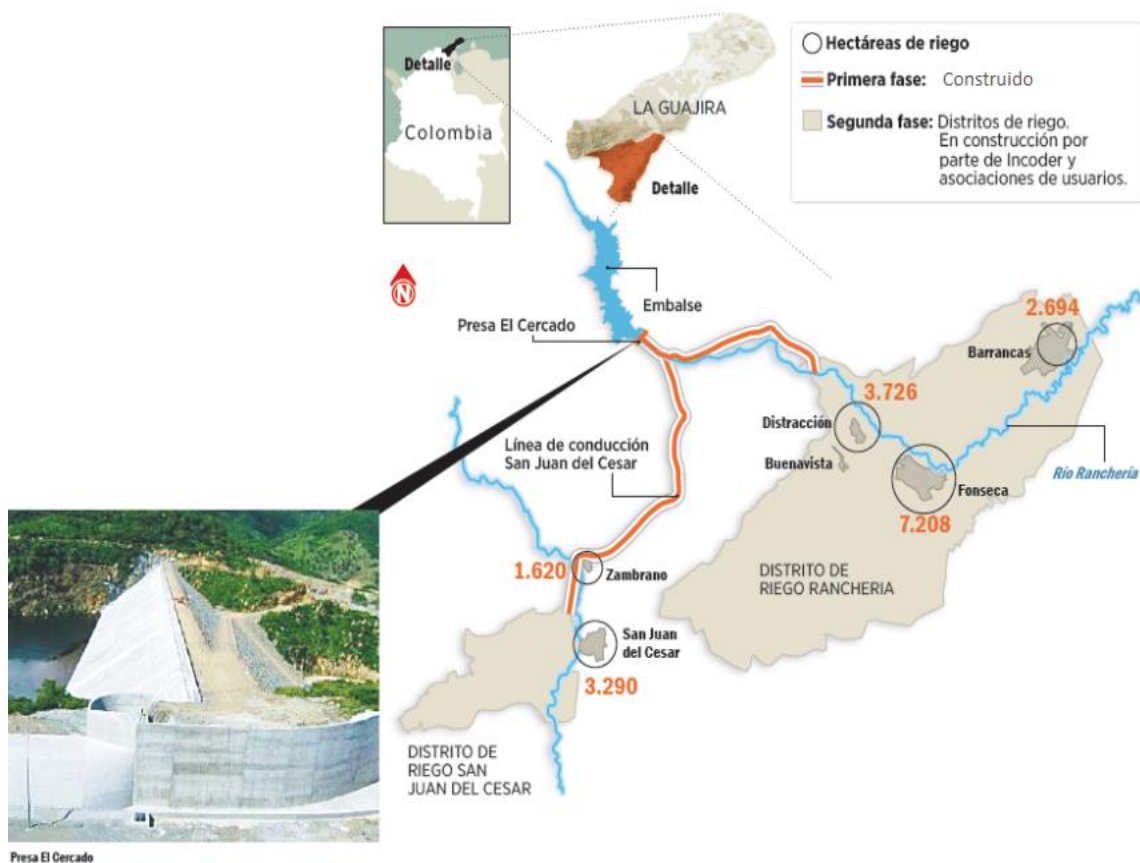 Detalle
Colombia
LA GUAJIRA
Detalle
Hectáreas de riego
Primera fase: Construido
Segunda fase: Distritos de riego.
En construcción por
parte de Incoder y
asociaciones de usuarios.
N
Embalse
Presa El Cercado
2.694
Barrancas
3.726
Distracción
Buenavista
Río Ranchería
Fonseca
7.208
Línea de conducción
San Juan del Cesar
1.620
Zambrano
DISTRITO DE
RIEGO RANCHERIA
San Juan
del Cesar
3.290
DISTRITO DE
RIEGO SAN
JUAN DEL CESAR
Presa El Cercado